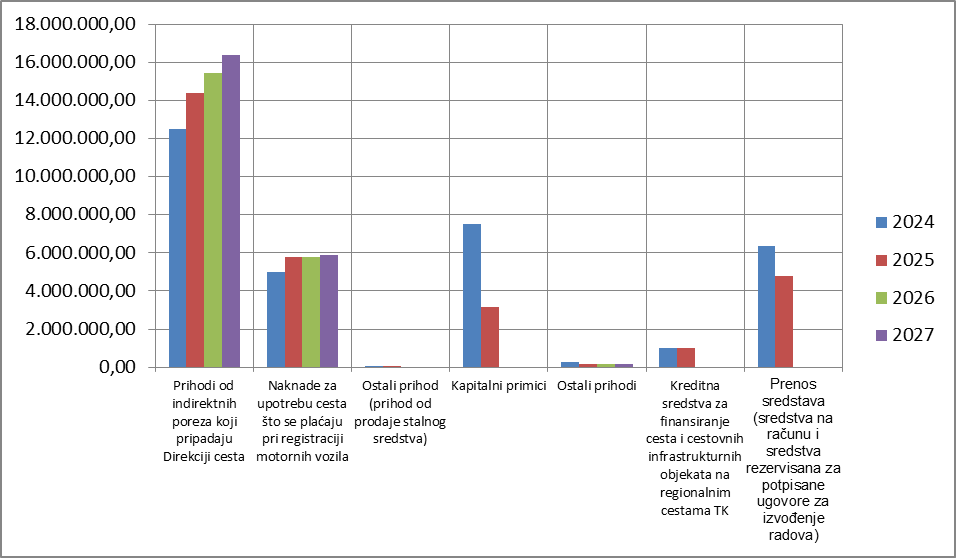 18.000.000,00
16.000.000,00
14.000.000,00
12.000.000,00
10.000.000,00
8.000.000,00
6.000.000,00
4.000.000,00
2.000.000,00
0,00
Prihodi od
indirektnih
poreza koji
pripadaju
Direkciji cesta
Naknade za
upotrebu cesta
što se plaćaju
pri registraciji
motornih vozila
Ostali prihod
(prihod od
prodaje stalnog
sredstva)
Kapitalni primici
Ostali prihodi
Kreditna
sredstva za
finansiranje
cesta i cestovnih
infrastrukturnih
objekata na
regionalnim
cestama TK
Prenos
sredstava
(sredstva na
računu i
sredstva
rezervisana za
potpisane
ugovore za
izvođenje
radova)
2024
2025
2026
2027